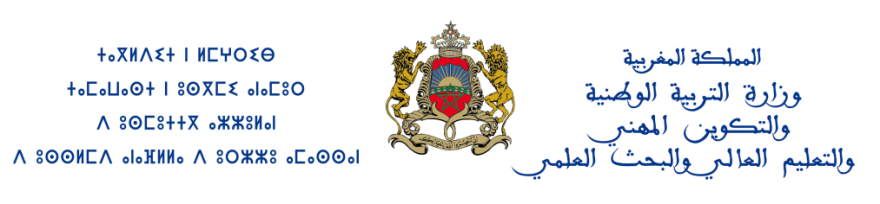 ⵜⴰⴳⵍⴷⵉⵜ ⵏ ⵍⵎⵖⵔⵉⴱ
ⵜⴰⵎⴰⵡⴰⵙⵜ ⵏ ⵓⵙⴳⵎⵉ ⴰⵏⴰⵎⵓⵔ
ⴷ ⵓⵙⵎⵓⵜⵜⴳ ⴰⵣⵣⵓⵍⴰⵏ
ⴷ ⵓⵙⵙⵍⵎⴷ ⴰⵏⴰⴼⵍⵍⴰ ⴷ ⵓⵔⵣⵣⵓ ⴰⵎⴰⵙⵙⴰⵏ
المملكة المغربية
وزارة التربية الوطنية
والتكوين المهني
والتعليم العالي والبحث العلمي